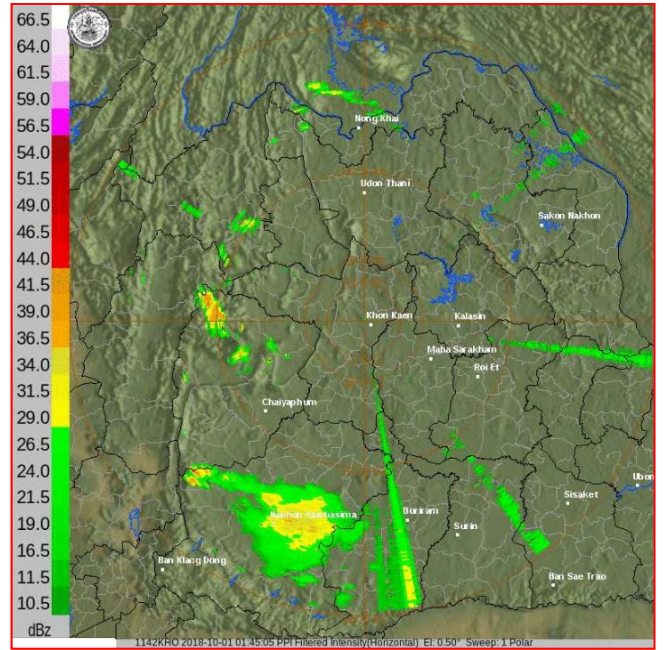 66.5
64.0
61.5
59.0
56.5
54.0
51.5
49.0
46.5
44.0
41.5
39.0
36.5
34.0
31.5
29.0
26.5
24.0
21.5
19.0
16.5
11.5
10.5
dBz
Nong Khai
Udon Thani
Sakon Nakhon
Khon Kaen
Kalasin
Maha Sarakham
Roi Et
Chaiyaphum
Ubon
Sisaket
Nakhon Ratchasima
Buriram
Surin
Ban Klang Dong
Ban Sae Trao
1142KHO 2018-10-01 01:45:05 PPI Filtered Intensity(Horizontal) El: 0.50° Sweep: 1 Polar